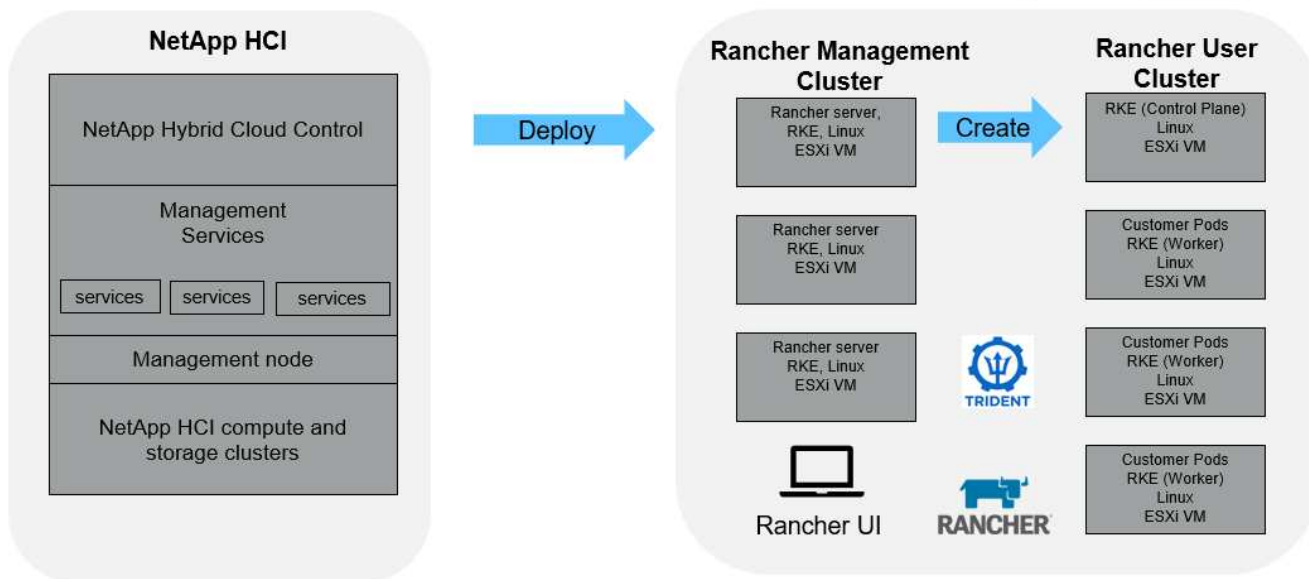 NetApp HCI
NetApp Hybrid Cloud Control
Management
Services
services
services
services
Management node
NetApp HCI compute and
storage clusters
Deploy
Rancher Management
Cluster
Rancher server,
RKE, Linux
ESXi VM
Rancher server
RKE, Linux
ESXi VM
Rancher server
RKE, Linux
ESXi VM
Rancher UI
Create
TRIDENT
RANCHER
Rancher User
Cluster
RKE (Control Plane)
Linux
ESXi VM
Customer Pods
RKE (Worker)
Linux
ESXi VM
Customer Pods
RKE (Worker)
Linux
ESXi VM
Customer Pods
RKE (Worker)
Linux
ESXi VM